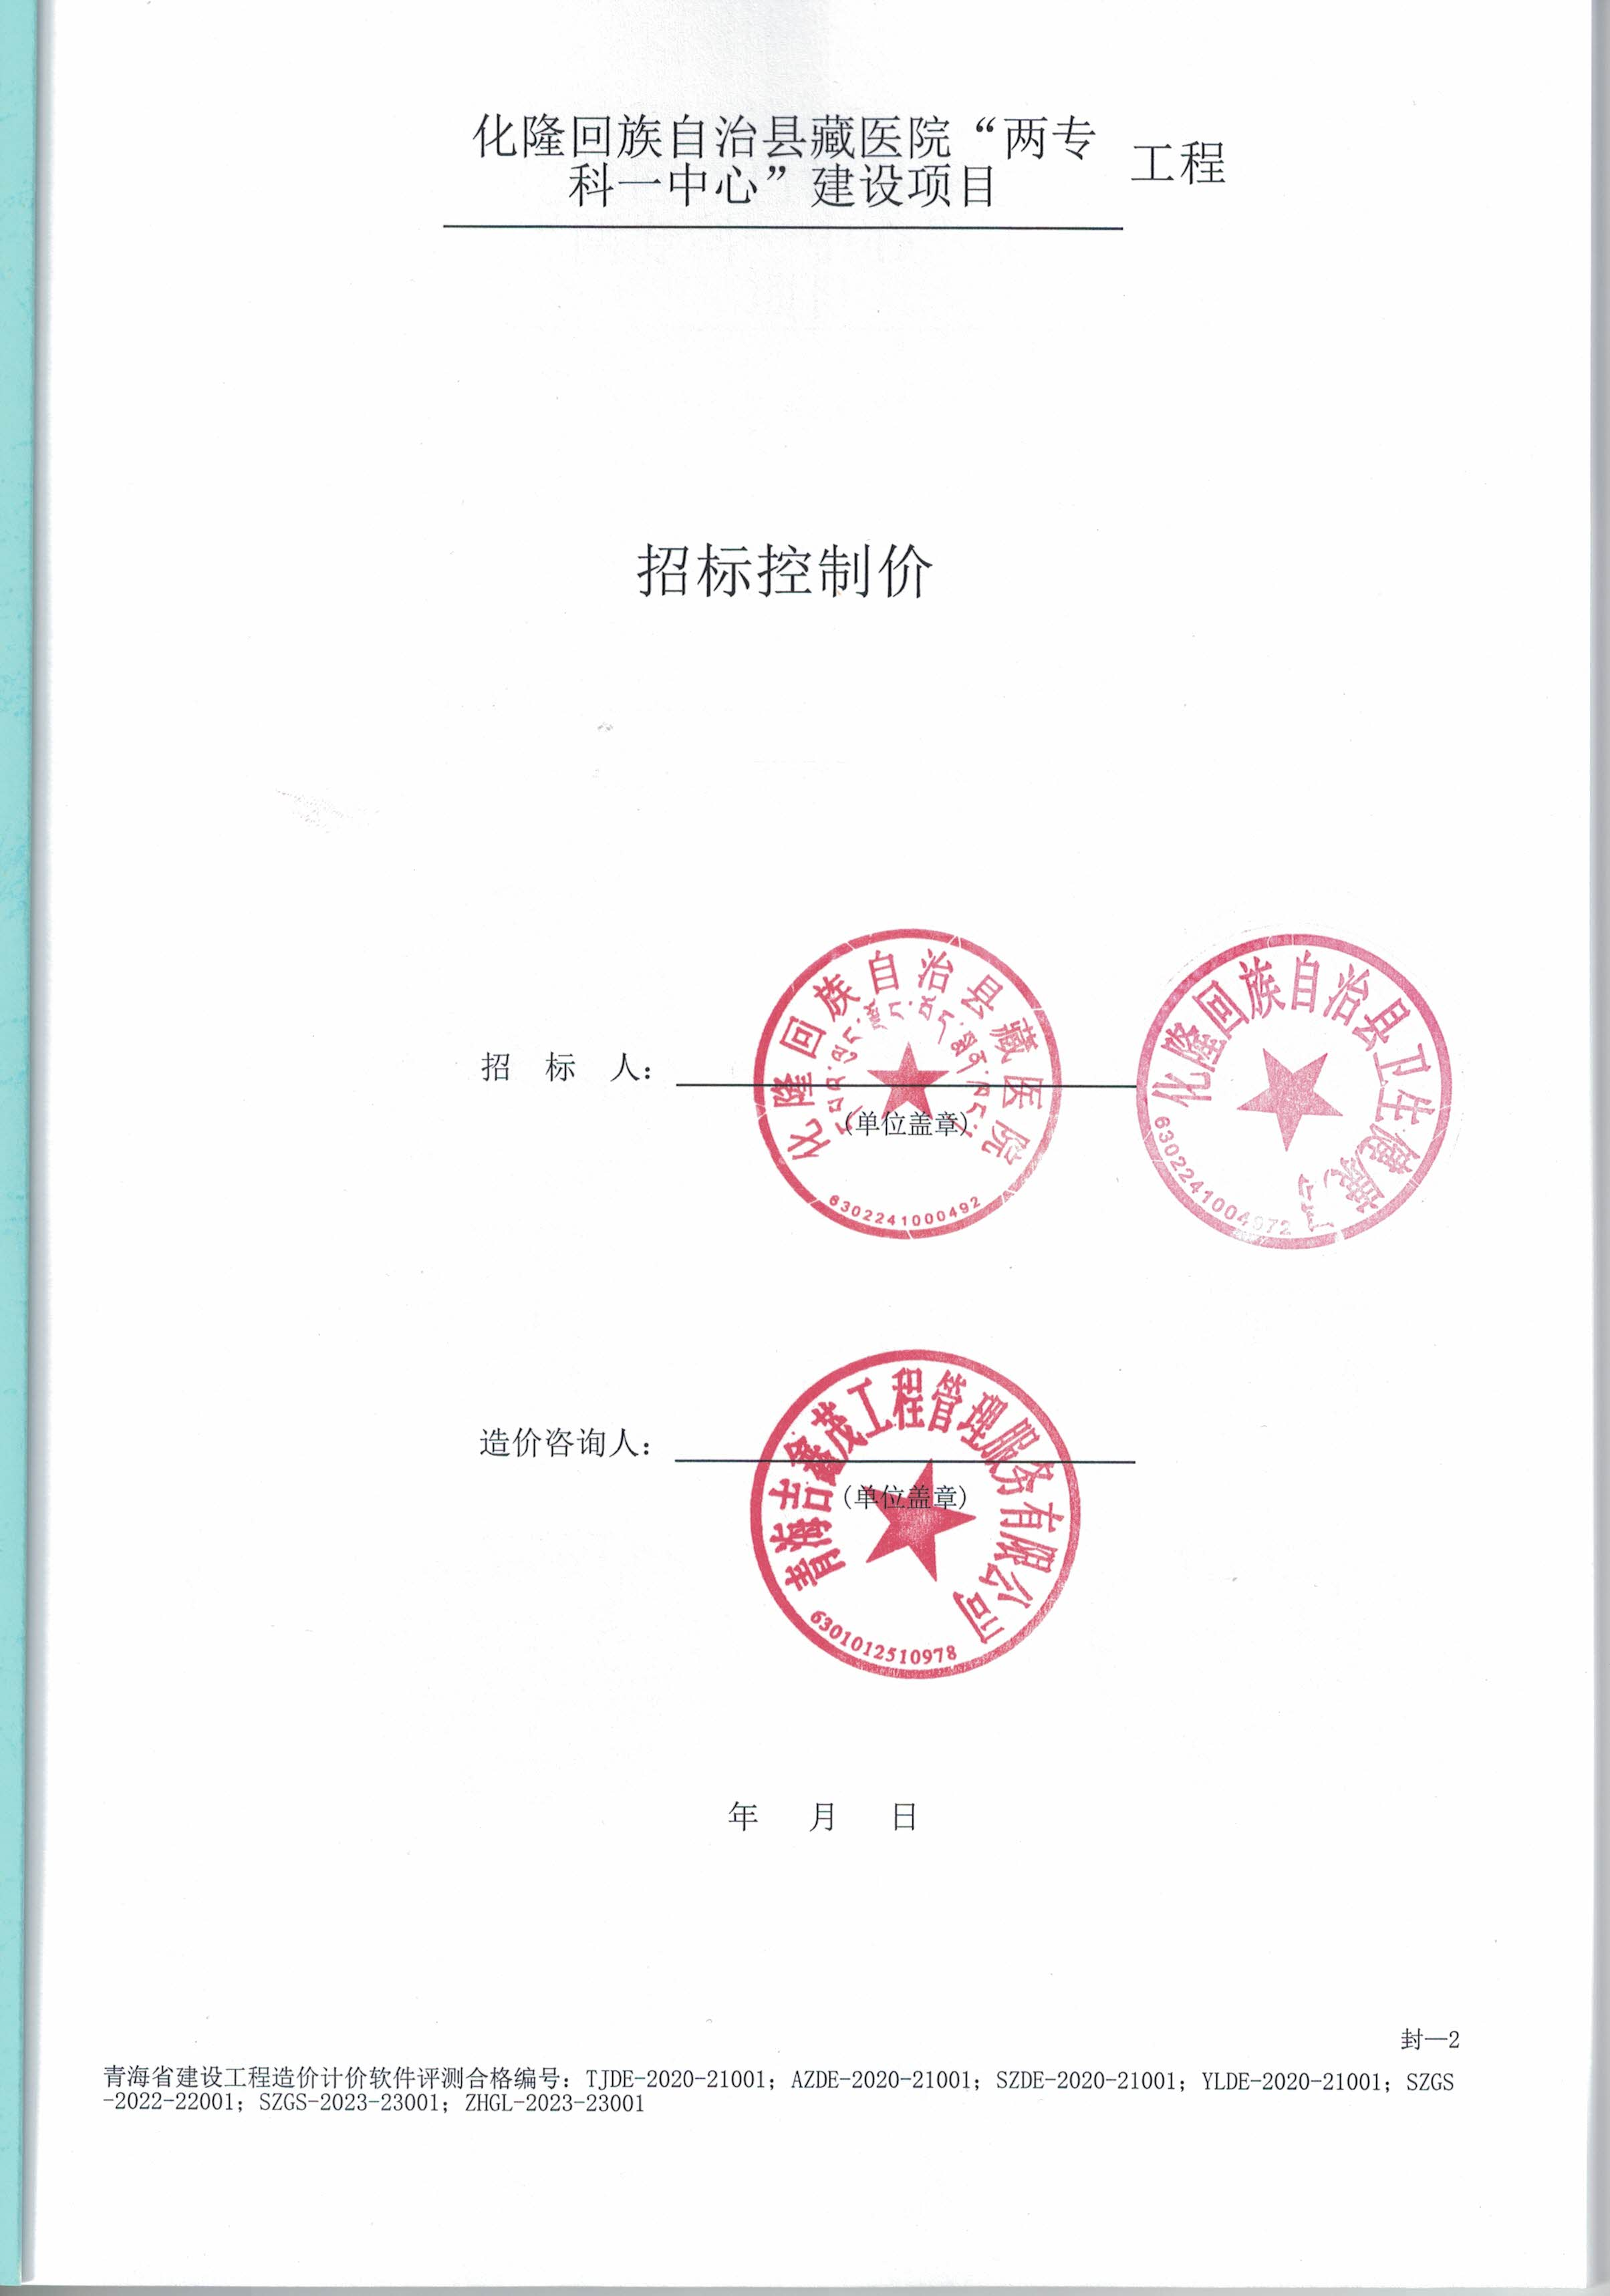 化隆回族自治县藏医院“两专
科一中心”建设项目
工程
招标控制价
招 标 人：
（单位盖章）
化隆回族自治县藏医院
6302241000492
化隆回族自治县卫生健康
造价咨询人：
（单位盖章）
青海吉鑫茂工程管理服务有限公司
6301012510978
年 月 日
封—2
青海省建设工程造价计价软件评测合格编号：TJDE-2020-21001；AZDE-2020-21001；SZDE-2020-21001；YLDE-2020-21001；SZGS
-2022-22001；SZGS-2023-23001；ZHGL-2023-23001